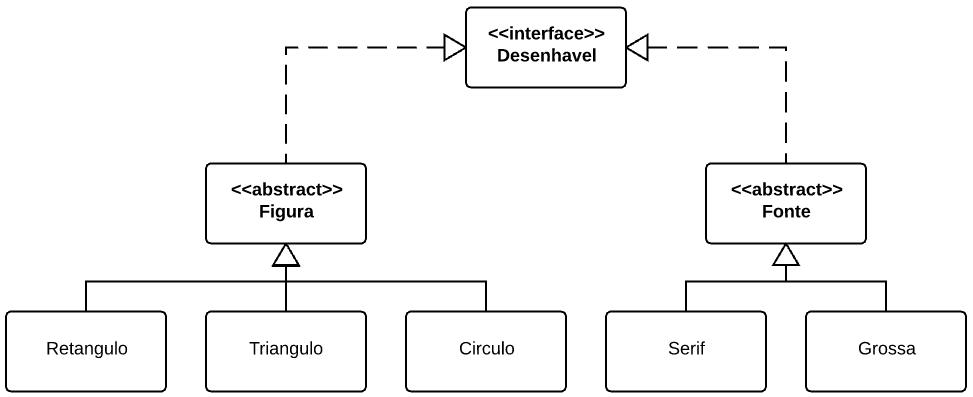 <<interface>>
Desenhavel
<<abstract>>
Figura
<<abstract>>
Fonte
Retangulo
Triangulo
Circulo
Serif
Grossa